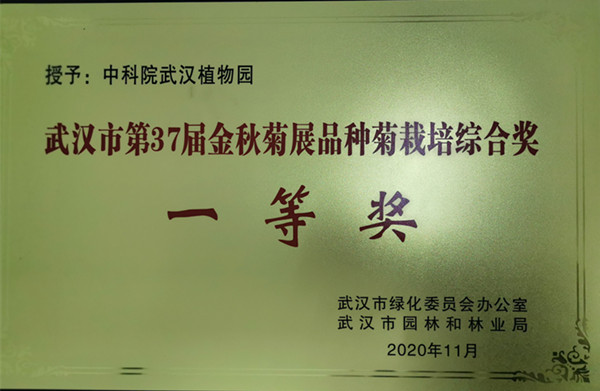 授予：中科院武汉植物园
武汉市第37届金秋菊展品种菊栽培综合奖
一等奖
武汉市绿化委员会办公室
武汉市园林和林业局
2020年11月